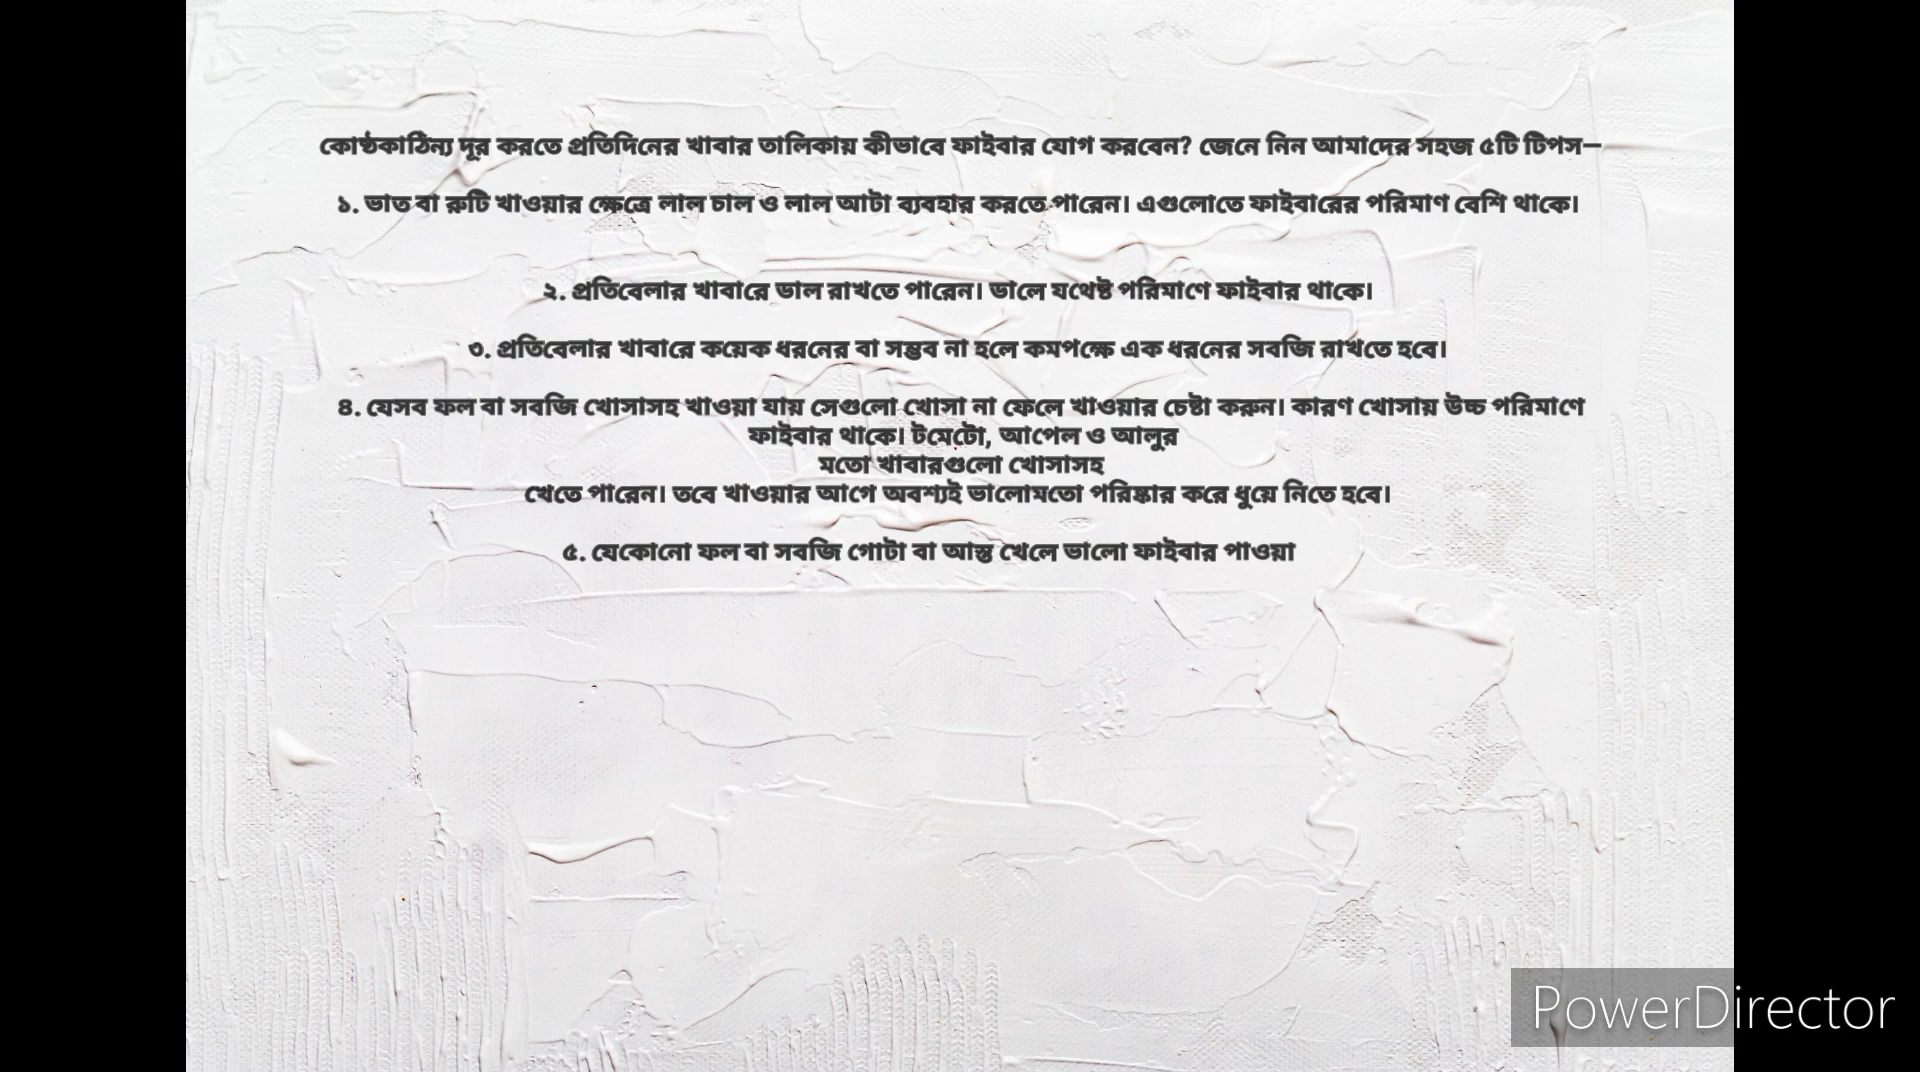 কোষ্ঠকাঠিন্য দূর করতে প্রতিদিনের খাবার তালিকায় কীভাবে ফাইবার যোগ করবেন? জেনে নিন আমাদের সহজ ৫টি টিপস—
১. ভাত বা রুটি খাওয়ার ক্ষেত্রে লাল চাল ও লাল আটা ব্যবহার করতে পারেন। এগুলোতে ফাইবারের পরিমাণ বেশি থাকে।
২. প্রতিবেলার খাবারে ডাল রাখতে পারেন। ডালে যথেষ্ট পরিমাণে ফাইবার থাকে।
৩. প্রতিবেলার খাবারে কয়েক ধরনের বা সম্ভব না হলে কমপক্ষে এক ধরনের সবজি রাখতে হবে।
৪. যেসব ফল বা সবজি খোসাসহ খাওয়া যায় সেগুলো খোসা না ফেলে খাওয়ার চেষ্টা করুন। কারণ খোসায় উচ্চ পরিমাণে
ফাইবার থাকে। টমেটো, আপেল ও আলুর
মতো খাবারগুলো খোসাসহ
খেতে পারেন। তবে খাওয়ার আগে অবশ্যই ভালোমতো পরিষ্কার করে ধুয়ে নিতে হবে।
৫. যেকোনো ফল বা সবজি গোটা বা আস্ত খেলে ভালো ফাইবার পাওয়া
PowerDirector